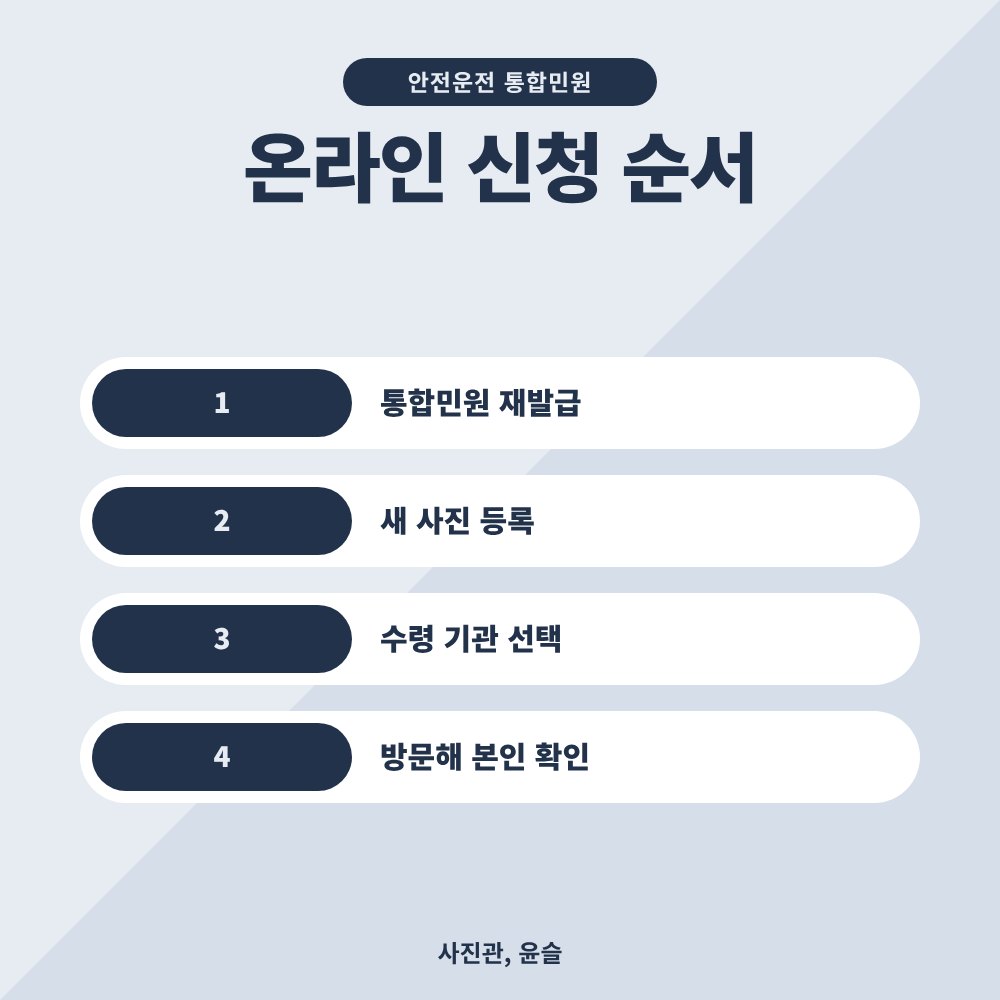 안전운전 통합민원
온라인 신청 순서
1 통합민원 재발급
2 새 사진 등록
3 수령 기관 선택
4 방문해 본인 확인
사진관, 윤슬